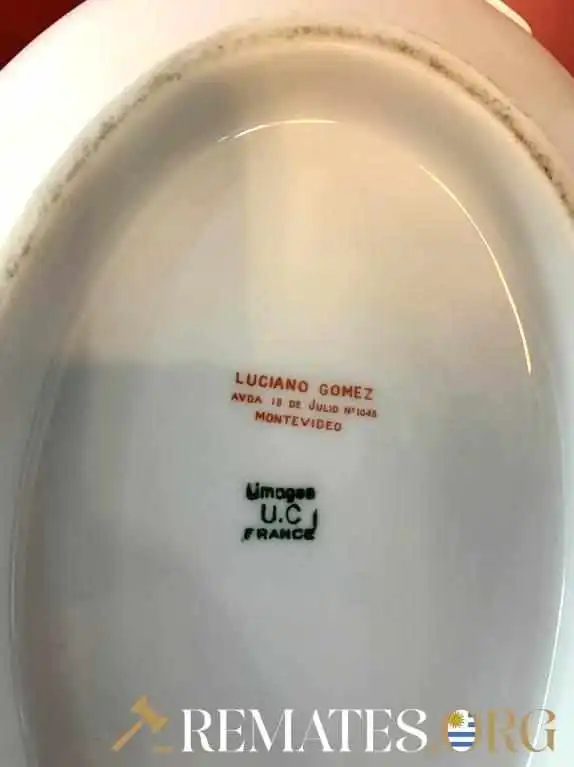 LUCIANO GOMEZ
AVDA 18 DE JULIO Nº 1048
MONTEVIDEO
Limoges
U.C
FRANCE
REMATES.ORG